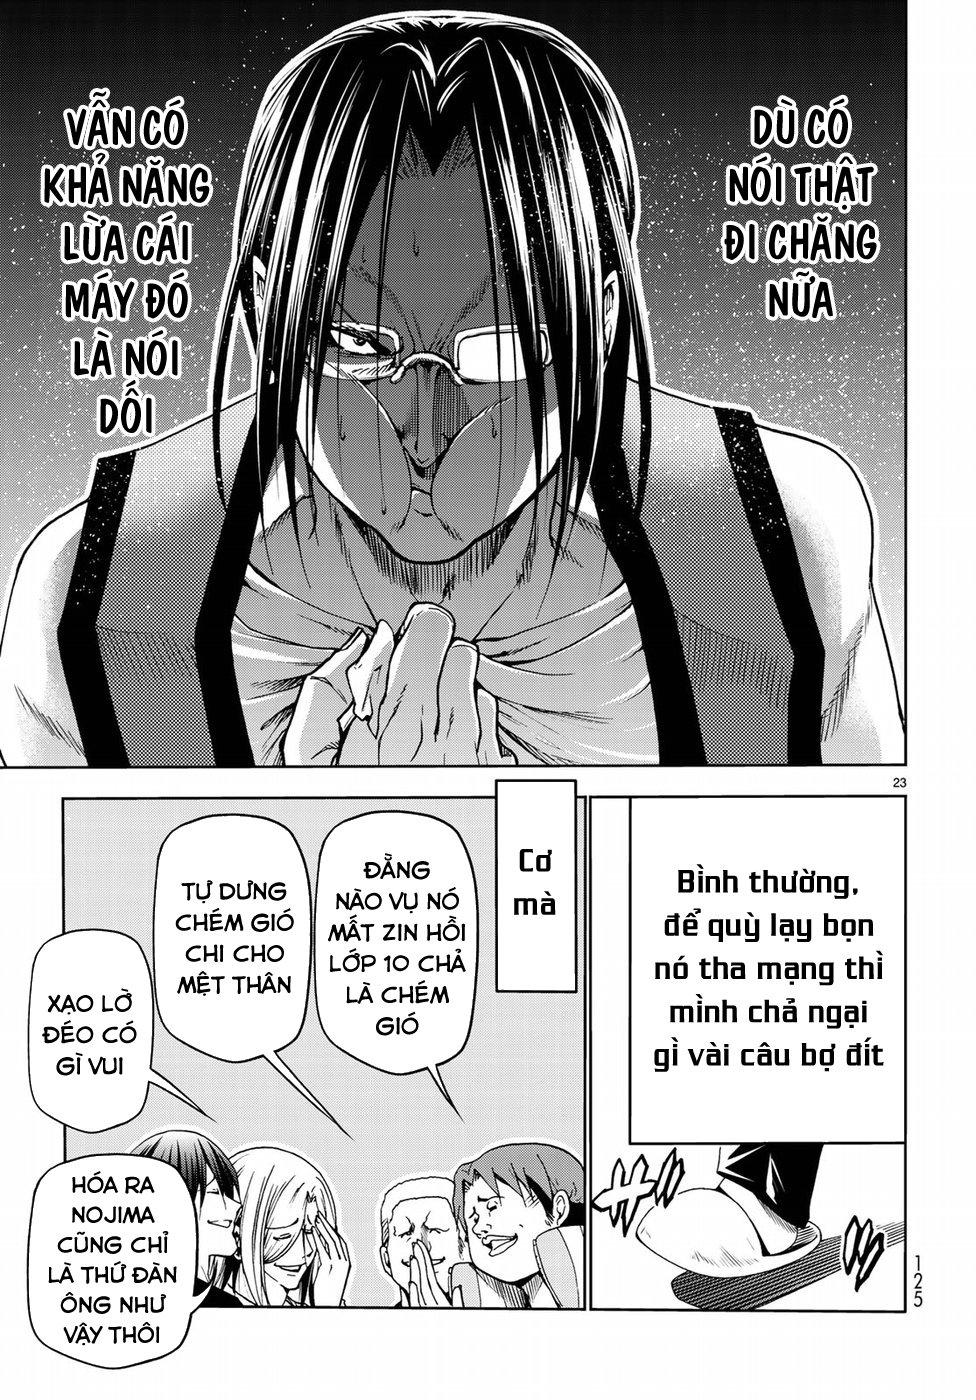 DÙ CÓ
NÓI THẬT
ĐI CHĂNG
NỮA
VẪN CÓ
KHẢ NĂNG
LỪA CÁI
MÁY ĐÓ
LÀ NÓI
DỐI
23
Bình thường,
để quỳ lạy bọn
nó tha mạng thì
mình chả ngại
gì vài câu bợ đít
Cơ
mà
ĐẰNG
NÀO VỤ NÓ
MẤT ZIN HỒI
LỚP 10 CHẢ
LÀ CHÉM
GIÓ
TỰ DƯNG
CHÉM GIÓ
CHI CHO
MỆT THÂN
XẠO LỜ
ĐÉO CÓ
GÌ VUI
HÓA RA
NOJIMA
CŨNG CHỈ
LÀ THỨ ĐÀN
ÔNG NHƯ
VẬY THÔI
125